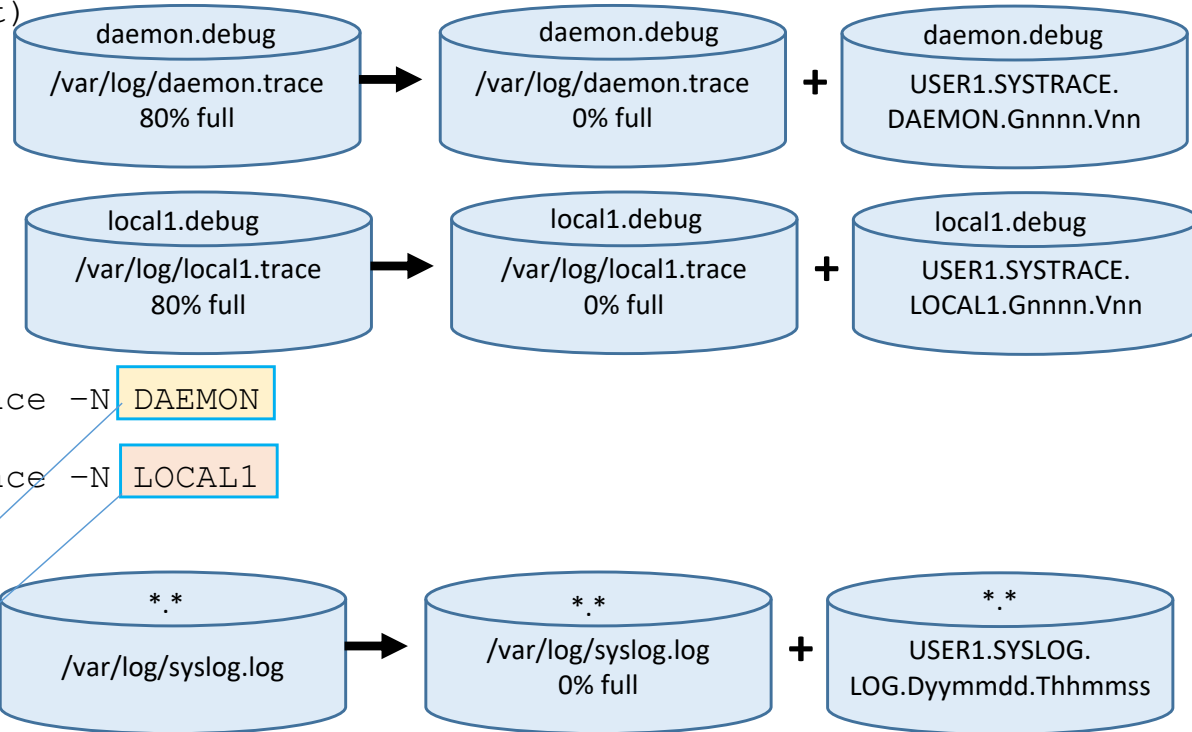 t)
daemon.debug
/var/log/daemon.trace
80% full
daemon.debug
/var/log/daemon.trace
0% full
+
daemon.debug
USER1.SYSTRACE.
DAEMON.Gnnnn.Vnn
local1.debug
/var/log/local1.trace
80% full
local1.debug
/var/log/local1.trace
0% full
+
local1.debug
USER1.SYSTRACE.
LOCAL1.Gnnnn.Vnn
ce –N DAEMON
ce –N LOCAL1
*.*
/var/log/syslog.log
*.*
/var/log/syslog.log
0% full
+
*.*
USER1.SYSLOG.
LOG.Dyymmdd.Thhmmss